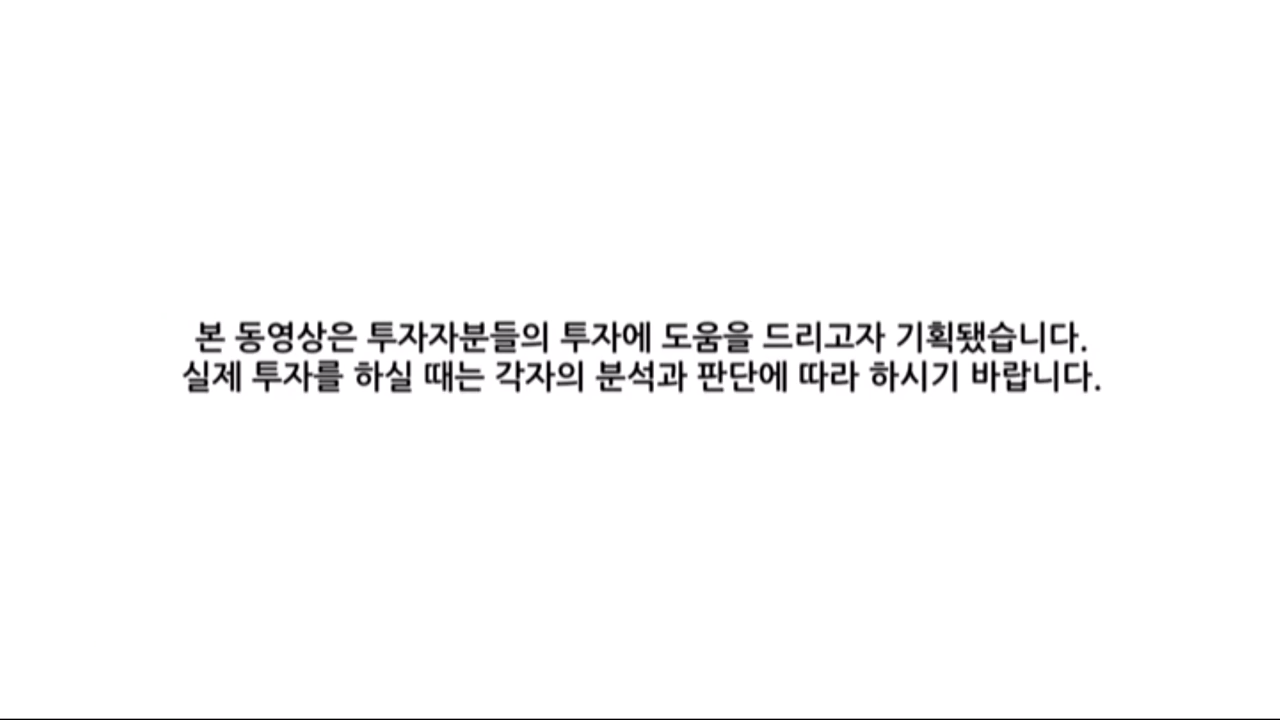 본 동영상은 투자자분들의 투자에 도움을 드리고자 기획됐습니다.
실제 투자를 하실 때는 각자의 분석과 판단에 따라 하시기 바랍니다.